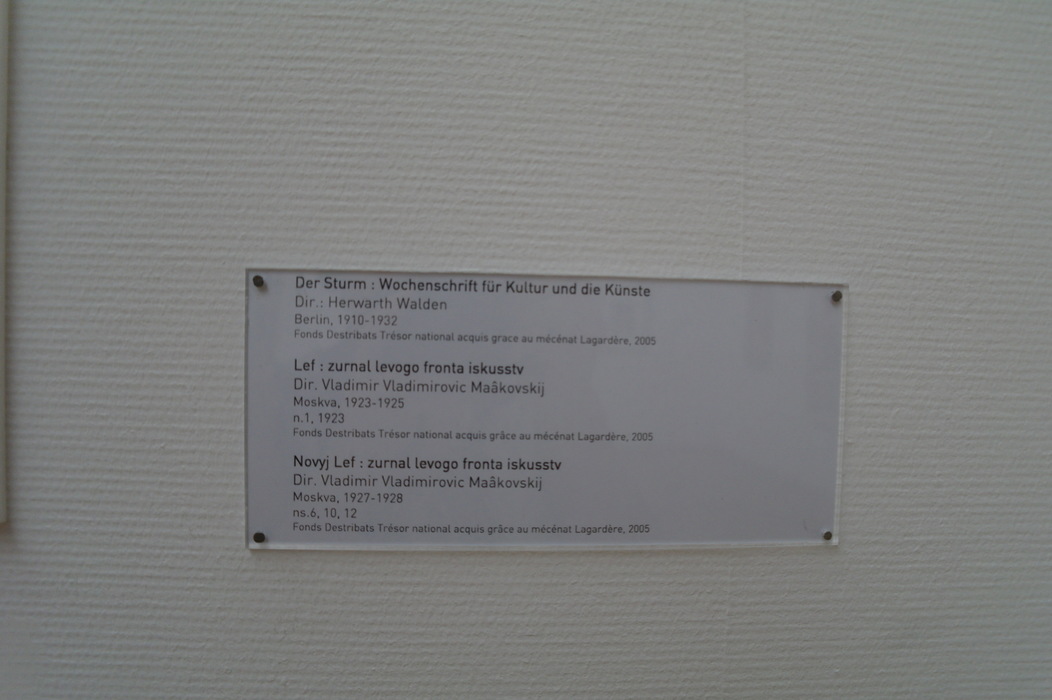 Der Sturm : Wochenschrift für Kultur und die Künste
Dir.: Herwarth Walden
Berlin, 1910-1932
Fonds Destribats Trésor national acquis grace au mécénat Lagardère, 2005
Lef : zurnal levogo fronta iskusstv
Dir. Vladimir Vladimirovic Maâkovskij
Moskva, 1923-1925
n.1, 1923
Fonds Destribats Trésor national acquis grâce au mécénat Lagardère, 2005
Novyj Lef : zurnal levogo fronta iskusstv
Dir. Vladimir Vladimirovic Maâkovskij
Moskva, 1927-1928
ns.6, 10, 12
Fonds Destribats Trésor national acquis grâce au mécénat Lagardère, 2005